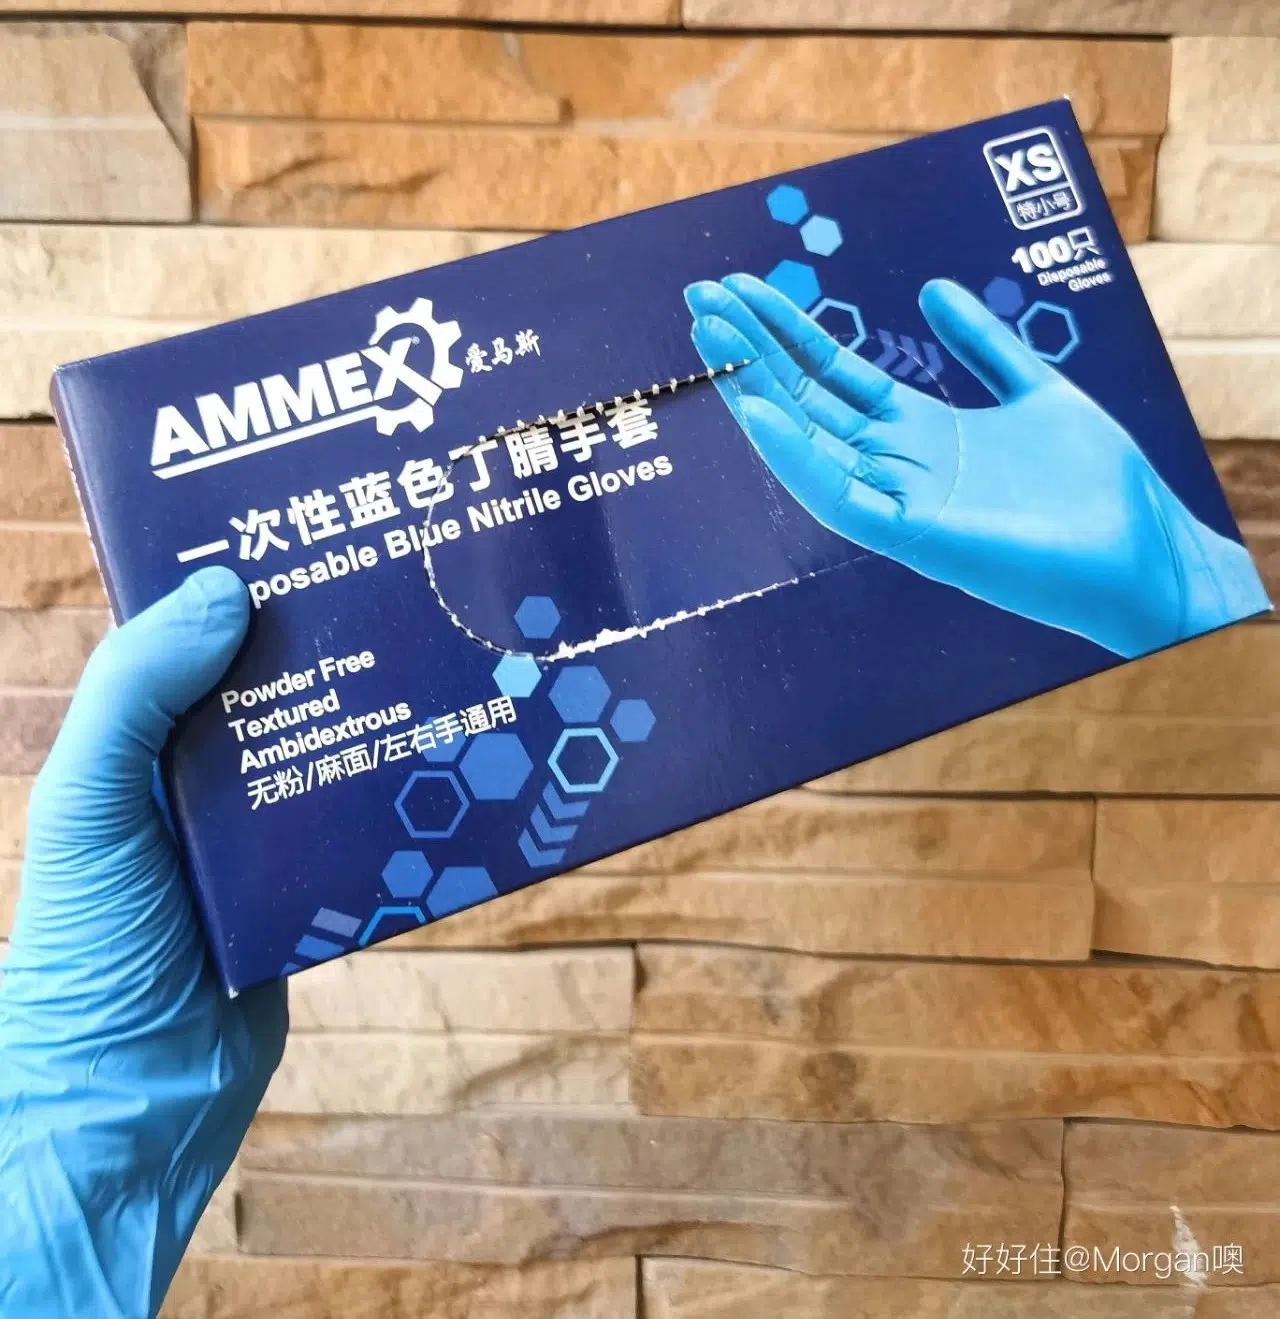 XS
特小号
100只
Disposable
Gloves
AMMEX® 爱马斯
一次性蓝色丁腈手套
posable Blue Nitrile Gloves
Powder Free
Textured
Ambidextrous
无粉/麻面/左右手通用
好好住@Morgan噢